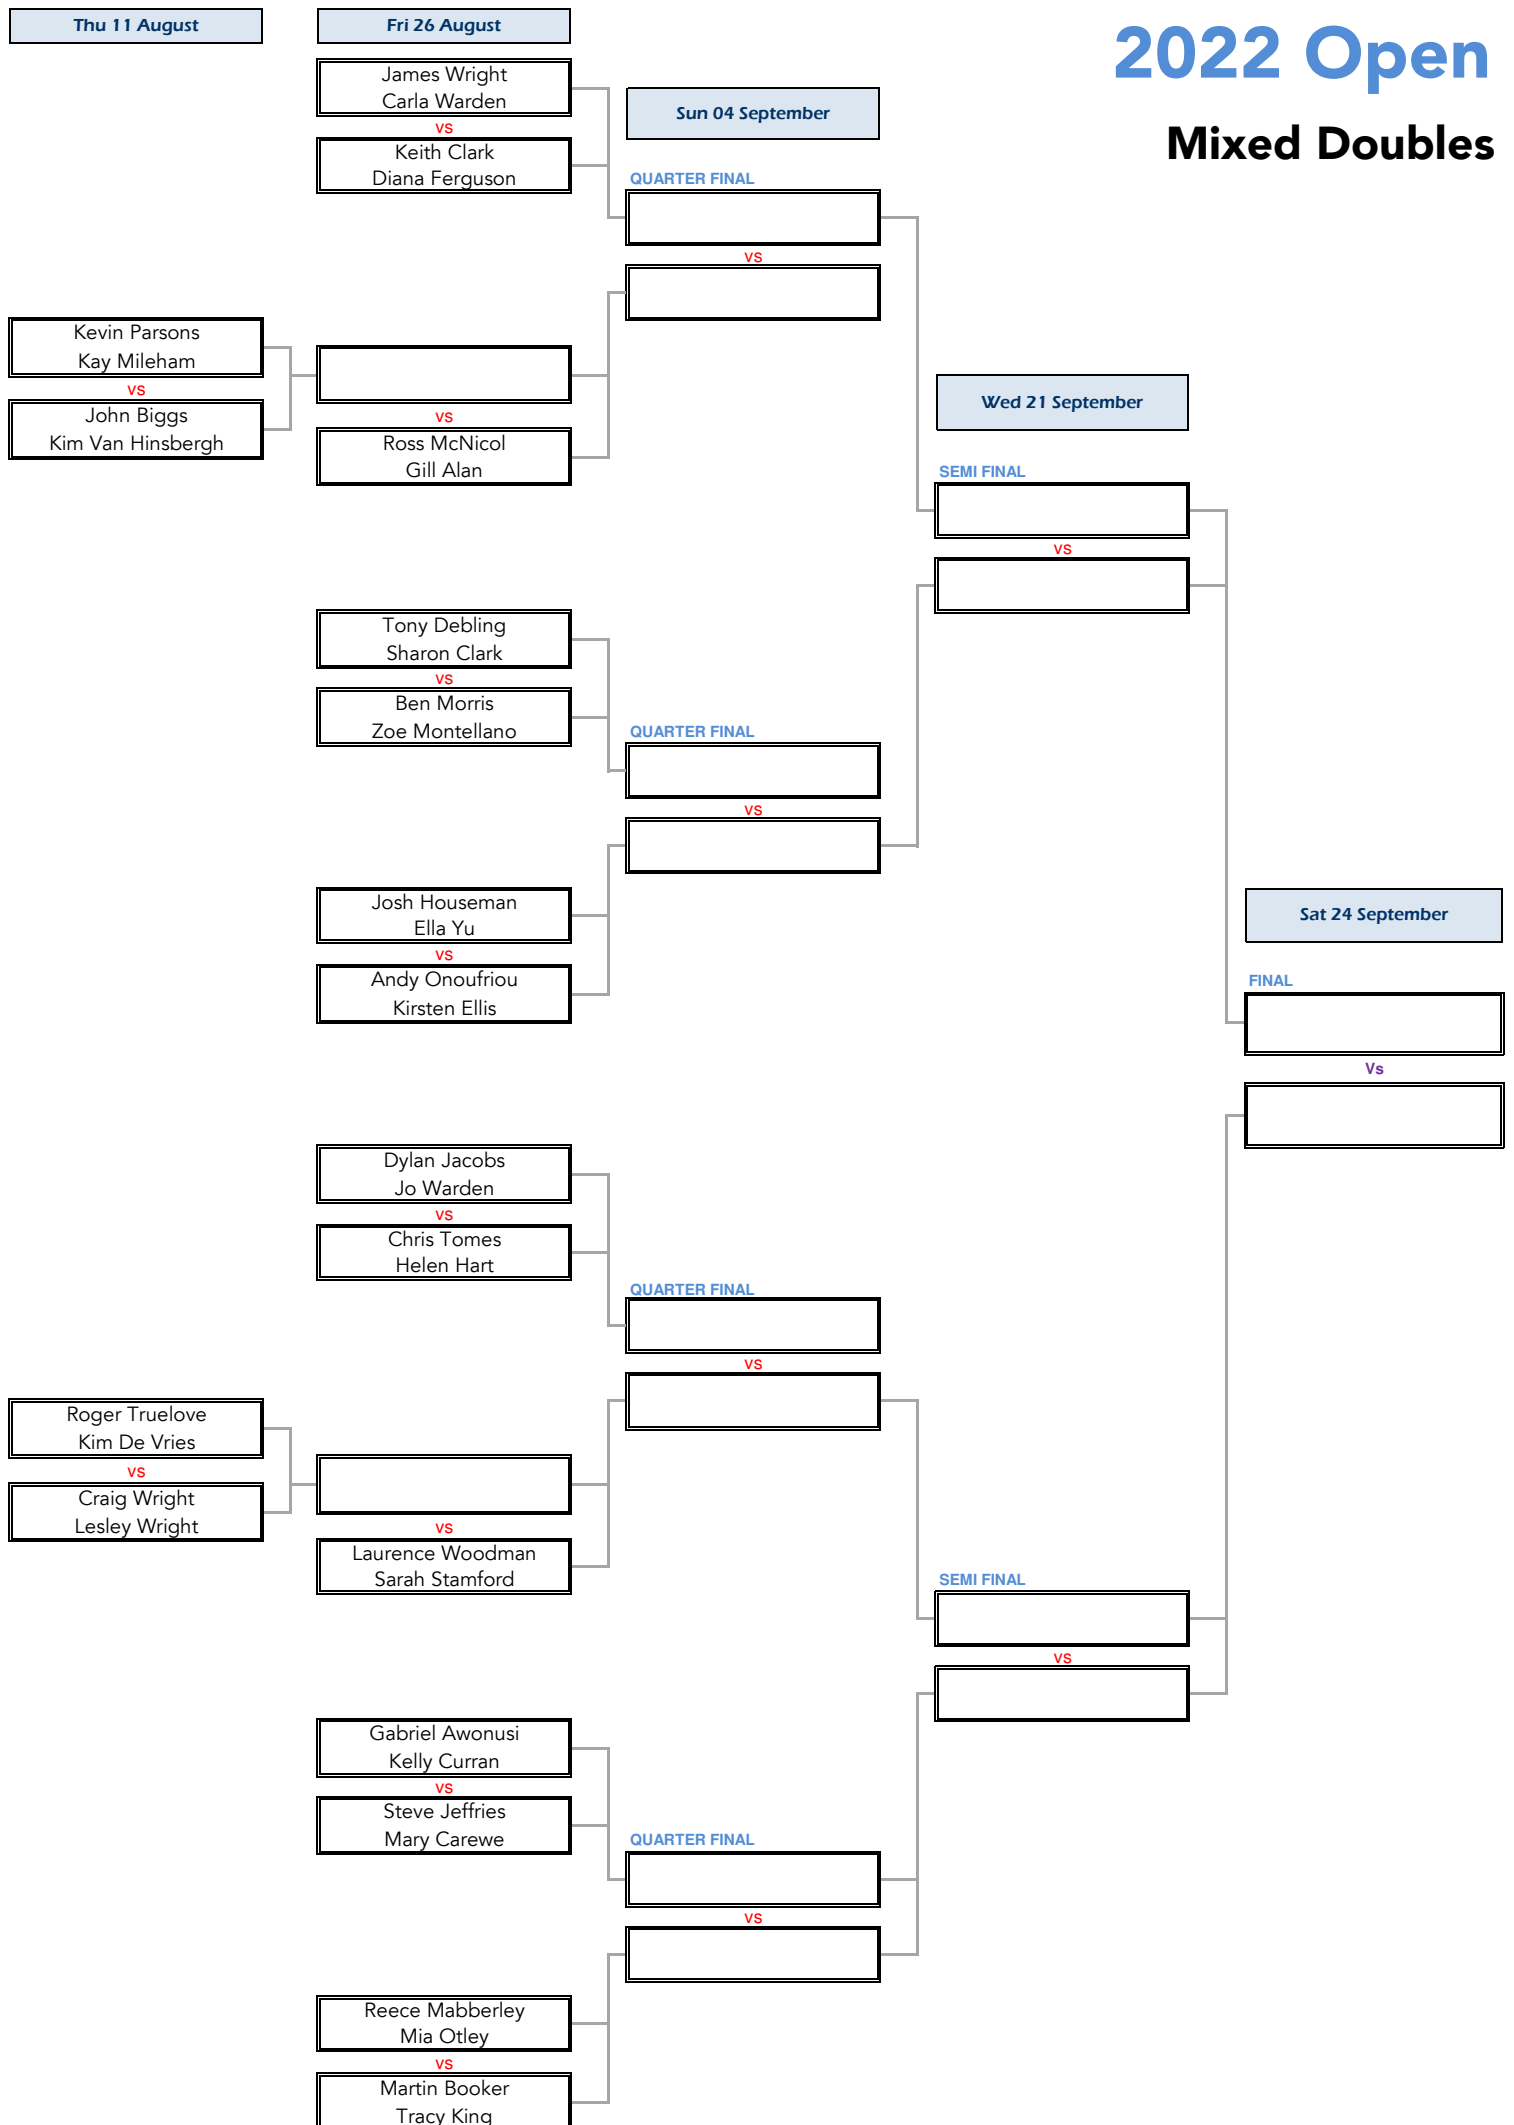 Thu 11 August
Fri 26 August
2022 Open
Mixed Doubles
James Wright
Carla Warden
vs
Keith Clark
Diana Ferguson
Sun 04 September
QUARTER FINAL
vs
Kevin Parsons
Kay Mileham
vs
John Biggs
Kim Van Hinsbergh
vs
Ross McNicol
Gill Alan
Wed 21 September
SEMI FINAL
vs
Tony Debling
Sharon Clark
vs
Ben Morris
Zoe Montellano
QUARTER FINAL
vs
Josh Houseman
Ella Yu
vs
Andy Onoufriou
Kirsten Ellis
Sat 24 September
FINAL
Vs
Dylan Jacobs
Jo Warden
vs
Chris Tomes
Helen Hart
QUARTER FINAL
vs
Roger Truelove
Kim De Vries
vs
Craig Wright
Lesley Wright
vs
Laurence Woodman
Sarah Stamford
SEMI FINAL
vs
Gabriel Awonusi
Kelly Curran
vs
Steve Jeffries
Mary Carewe
QUARTER FINAL
vs
Reece Mabberley
Mia Otley
vs
Martin Booker
Tracy King